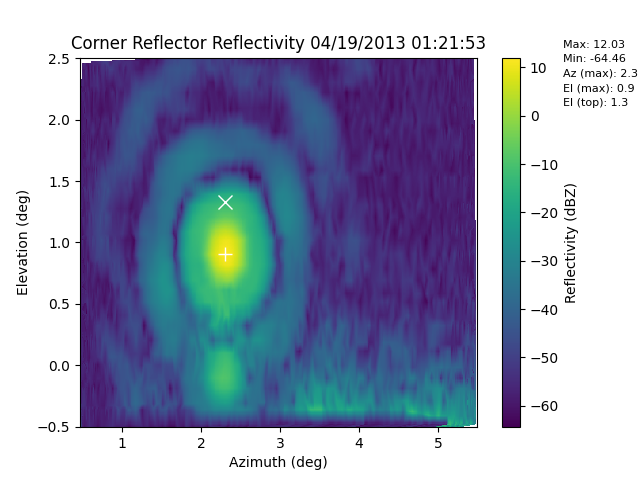 Corner Reflector Reflectivity 04/19/2013 01:21:53
Max: 12.03
Min: -64.46
Az (max): 2.3
El (max): 0.9
El (top): 1.3
2.5
2.0
1.5
1.0
0.5
0.0
−0.5
Elevation (deg)
1 2 3 4 5
Azimuth (deg)
10
0
−10
−20
−30
−40
−50
−60
Reflectivity (dBZ)